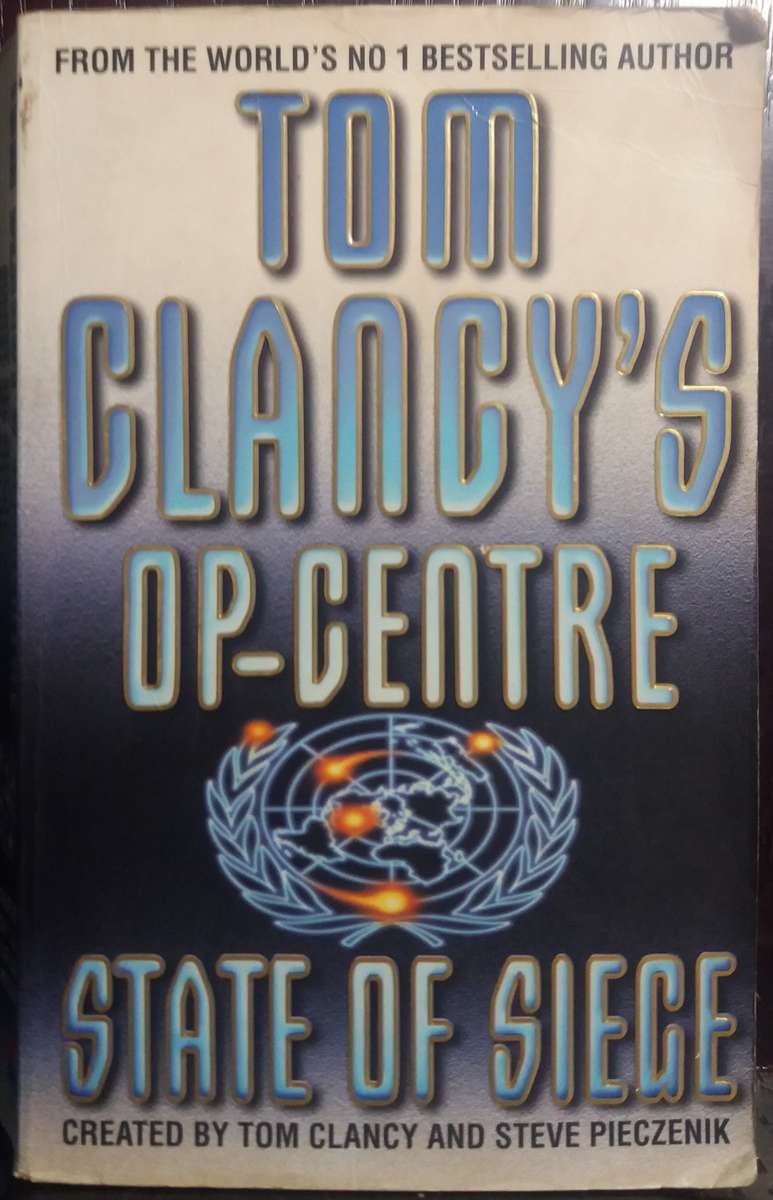 FROM THE WORLD'S NO 1 BESTSELLING AUTHOR
TOM
CLANCY'S
OP-CENTRE
STATE OF SIEGE
CREATED BY TOM CLANCY AND STEVE PIECZENIK